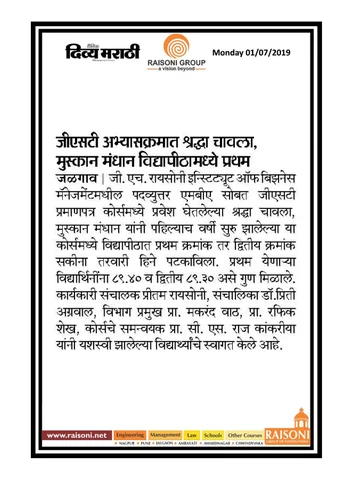 दैनिक
दिव्य मराठी
RAISONI GROUP
a vision beyond
Monday 01/07/2019
जीएसटी अभ्यासक्रमात श्रद्धा चावला,
मुस्कान मंधान विद्यापीठामध्ये प्रथम
जळगाव | जी. एच. रायसोनी इन्स्टिट्यूट ऑफ बिझनेस
मॅनेजमेंटमधील पदव्युत्तर एमबीए सोबत जीएसटी
प्रमाणपत्र कोर्समध्ये प्रवेश घेतलेल्या श्रद्धा चावला,
मुस्कान मंधान यांनी पहिल्याच वर्षी सुरु झालेल्या या
कोर्समध्ये विद्यापीठात प्रथम क्रमांक तर द्वितीय क्रमांक
सकीना तरवारी हिने पटकाविला. प्रथम येणाऱ्या
विद्यार्थिनींना ८९.४० व द्वितीय ८९.३० असे गुण मिळाले.
कार्यकारी संचालक प्रीतम रायसोनी, संचालिका डॉ.प्रिती
अग्रवाल, विभाग प्रमुख प्रा. मकरंद वाठ, प्रा. रफिक
शेख, कोर्सचे समन्वयक प्रा. सी. एस. राज कांकरीया
यांनी यशस्वी झालेल्या विद्यार्थ्यांचे स्वागत केले आहे.
www.raisoni.net Engineering Management Law Schools Other Courses RAISONI
NAGPUR PUNE JALGAON AMRAVATI AHMEDNAGAR CHHINDWARA